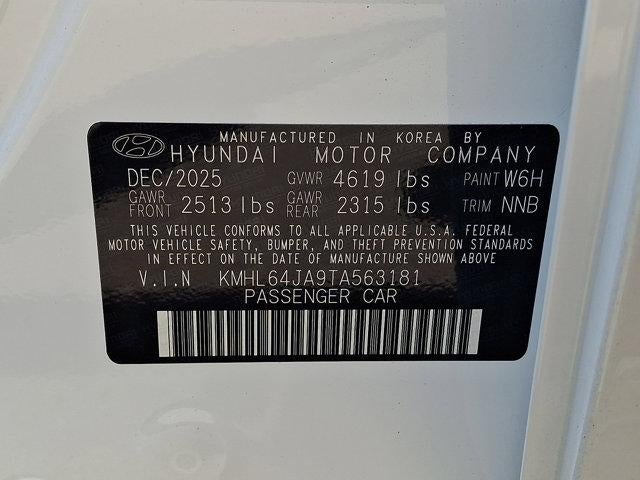 MANUFACTURED IN KOREA BY
HYUNDAI MOTOR COMPANY
DEC/2025 GVWR 4619 lbs PAINT W6H
GAWR FRONT 2513 lbs GAWR REAR 2315 lbs TRIM NNB
THIS VEHICLE CONFORMS TO ALL APPLICABLE U.S.A. FEDERAL
MOTOR VEHICLE SAFETY, BUMPER, AND THEFT PREVENTION STANDARDS
IN EFFECT ON THE DATE OF MANUFACTURE SHOWN ABOVE
V.I.N KMHL64JA9TA563181
PASSENGER CAR